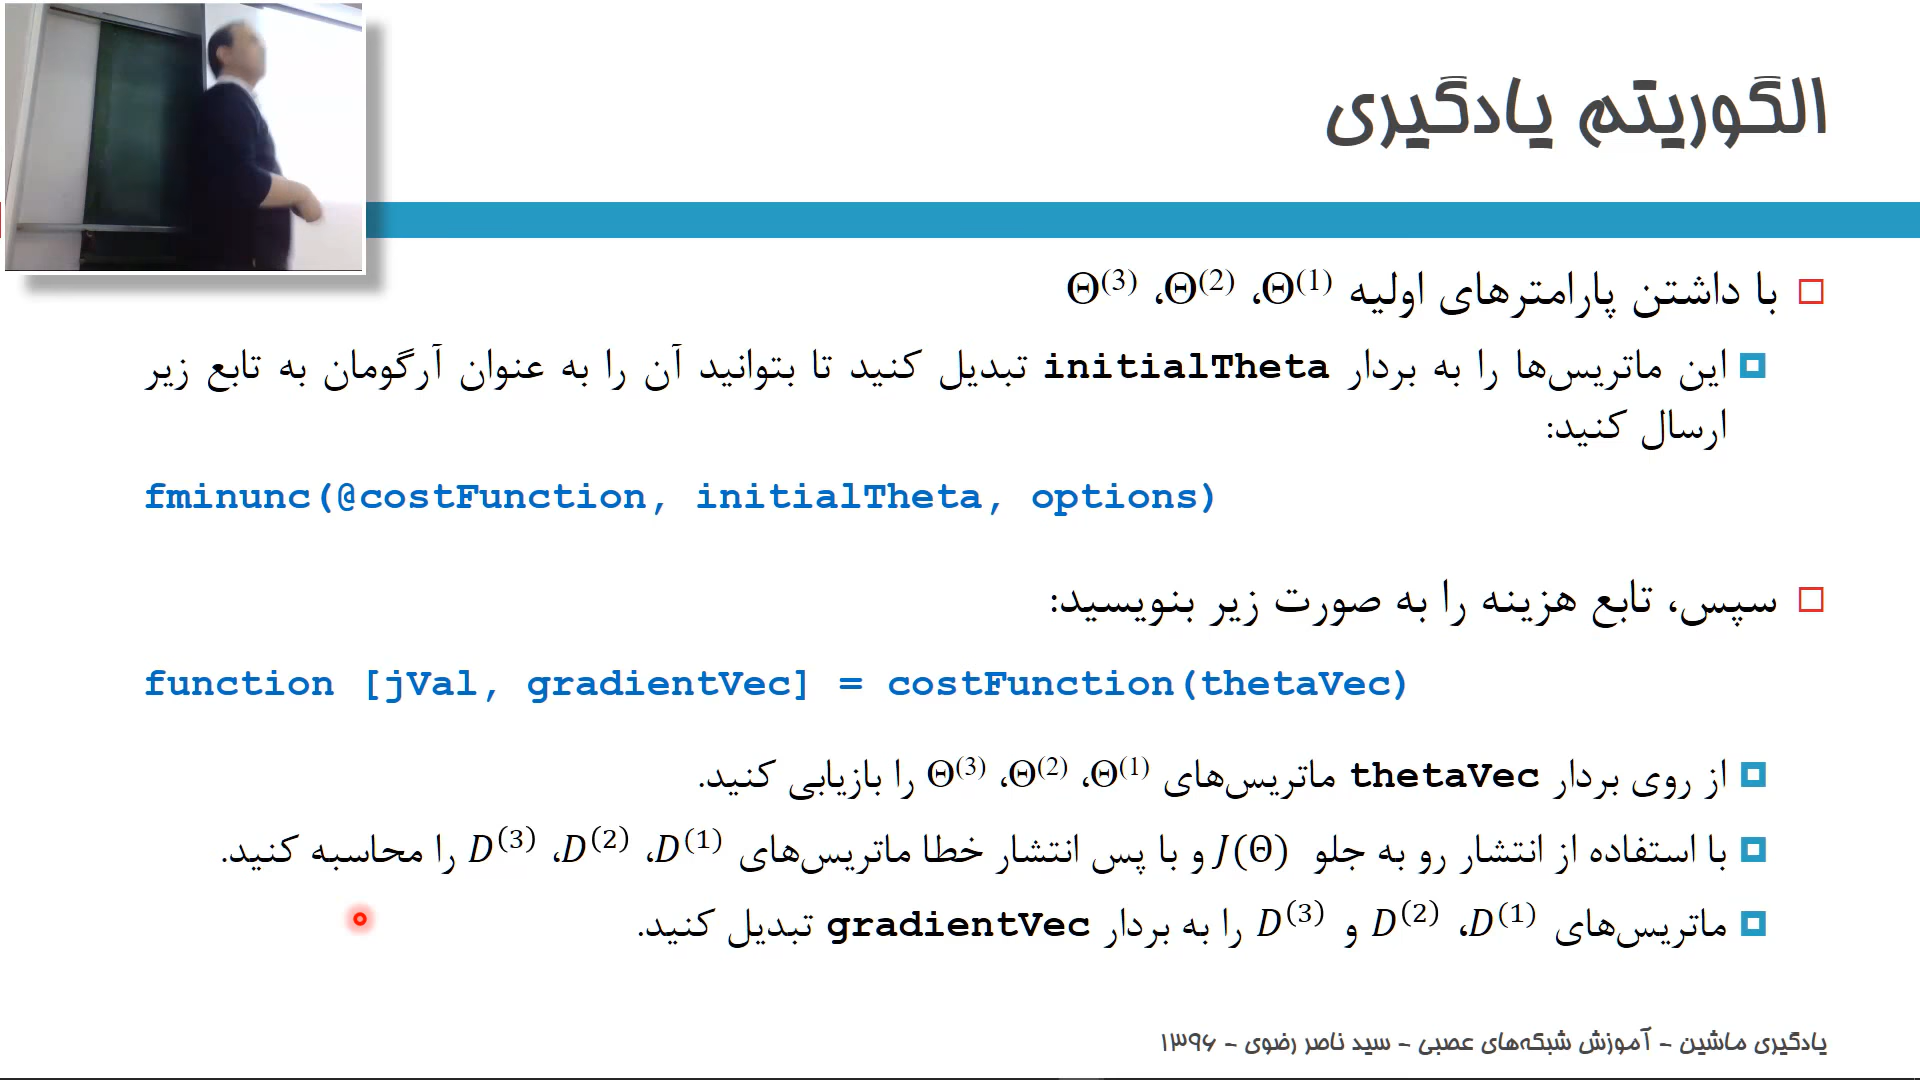 الگوریتم یادگیری
با داشتن پارامترهای اولیه Θ⁽¹⁾، Θ⁽²⁾، Θ⁽³⁾
این ماتریس‌ها را به بردار initialTheta تبدیل کنید تا بتوانید آن را به عنوان آرگومان به تابع زیر
ارسال کنید:
fminunc(@costFunction, initialTheta, options)
سپس، تابع هزینه را به صورت زیر بنویسید:
function [jVal, gradientVec] = costFunction(thetaVec)
از روی بردار thetaVec ماتریس‌های Θ⁽¹⁾، Θ⁽²⁾، Θ⁽³⁾ را بازیابی کنید.
با استفاده از انتشار رو به جلو J(Θ) و با پس انتشار خطا ماتریس‌های D⁽¹⁾، D⁽²⁾، D⁽³⁾ را محاسبه کنید.
ماتریس‌های D⁽¹⁾، D⁽²⁾ و D⁽³⁾ را به بردار gradientVec تبدیل کنید.
یادگیری ماشین - آموزش شبکه‌های عصبی - سید ناصر رضوی - ۱۳۹۶